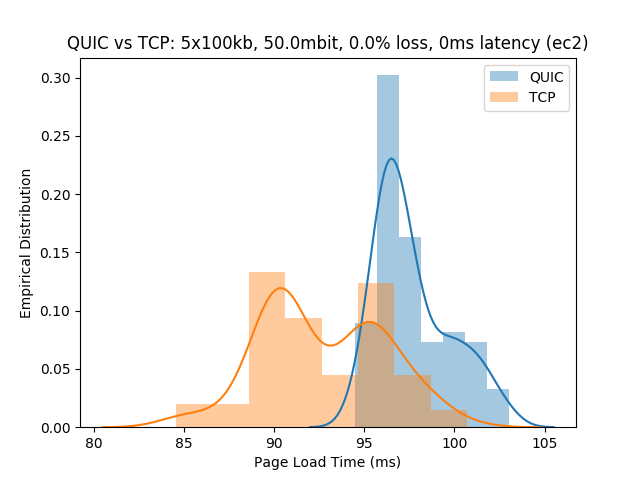 QUIC vs TCP: 5x100kb, 50.0mbit, 0.0% loss, 0ms latency (ec2)
QUIC
TCP
0.30
0.25
0.20
0.15
0.10
0.05
0.00
Empirical Distribution
80 85 90 95 100 105
Page Load Time (ms)